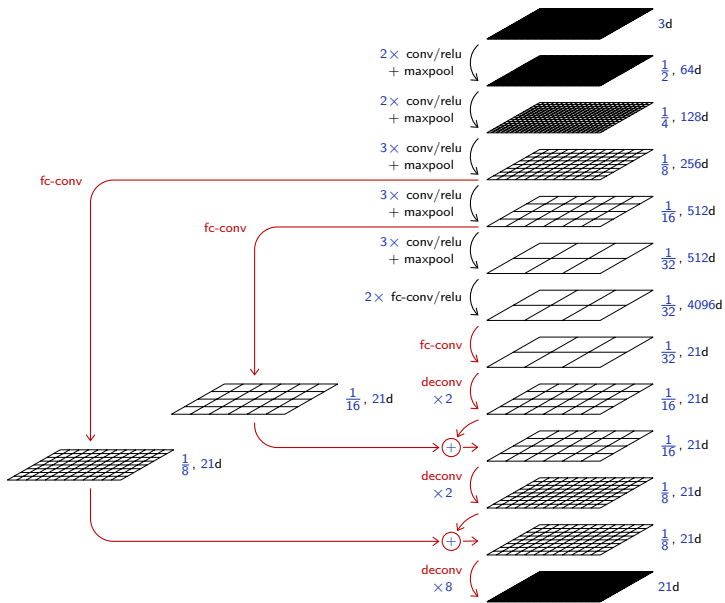 3d
2× conv/relu
+ maxpool
1/2, 64d
2× conv/relu
+ maxpool
1/4, 128d
3× conv/relu
+ maxpool
1/8, 256d
fc-conv
3× conv/relu
+ maxpool
1/16, 512d
fc-conv
3× conv/relu
+ maxpool
1/32, 512d
2× fc-conv/relu
1/32, 4096d
fc-conv
1/32, 21d
deconv
×2
1/16, 21d
1/16, 21d
+
1/16, 21d
1/8, 21d
deconv
×2
1/8, 21d
+
1/8, 21d
deconv
×8
21d